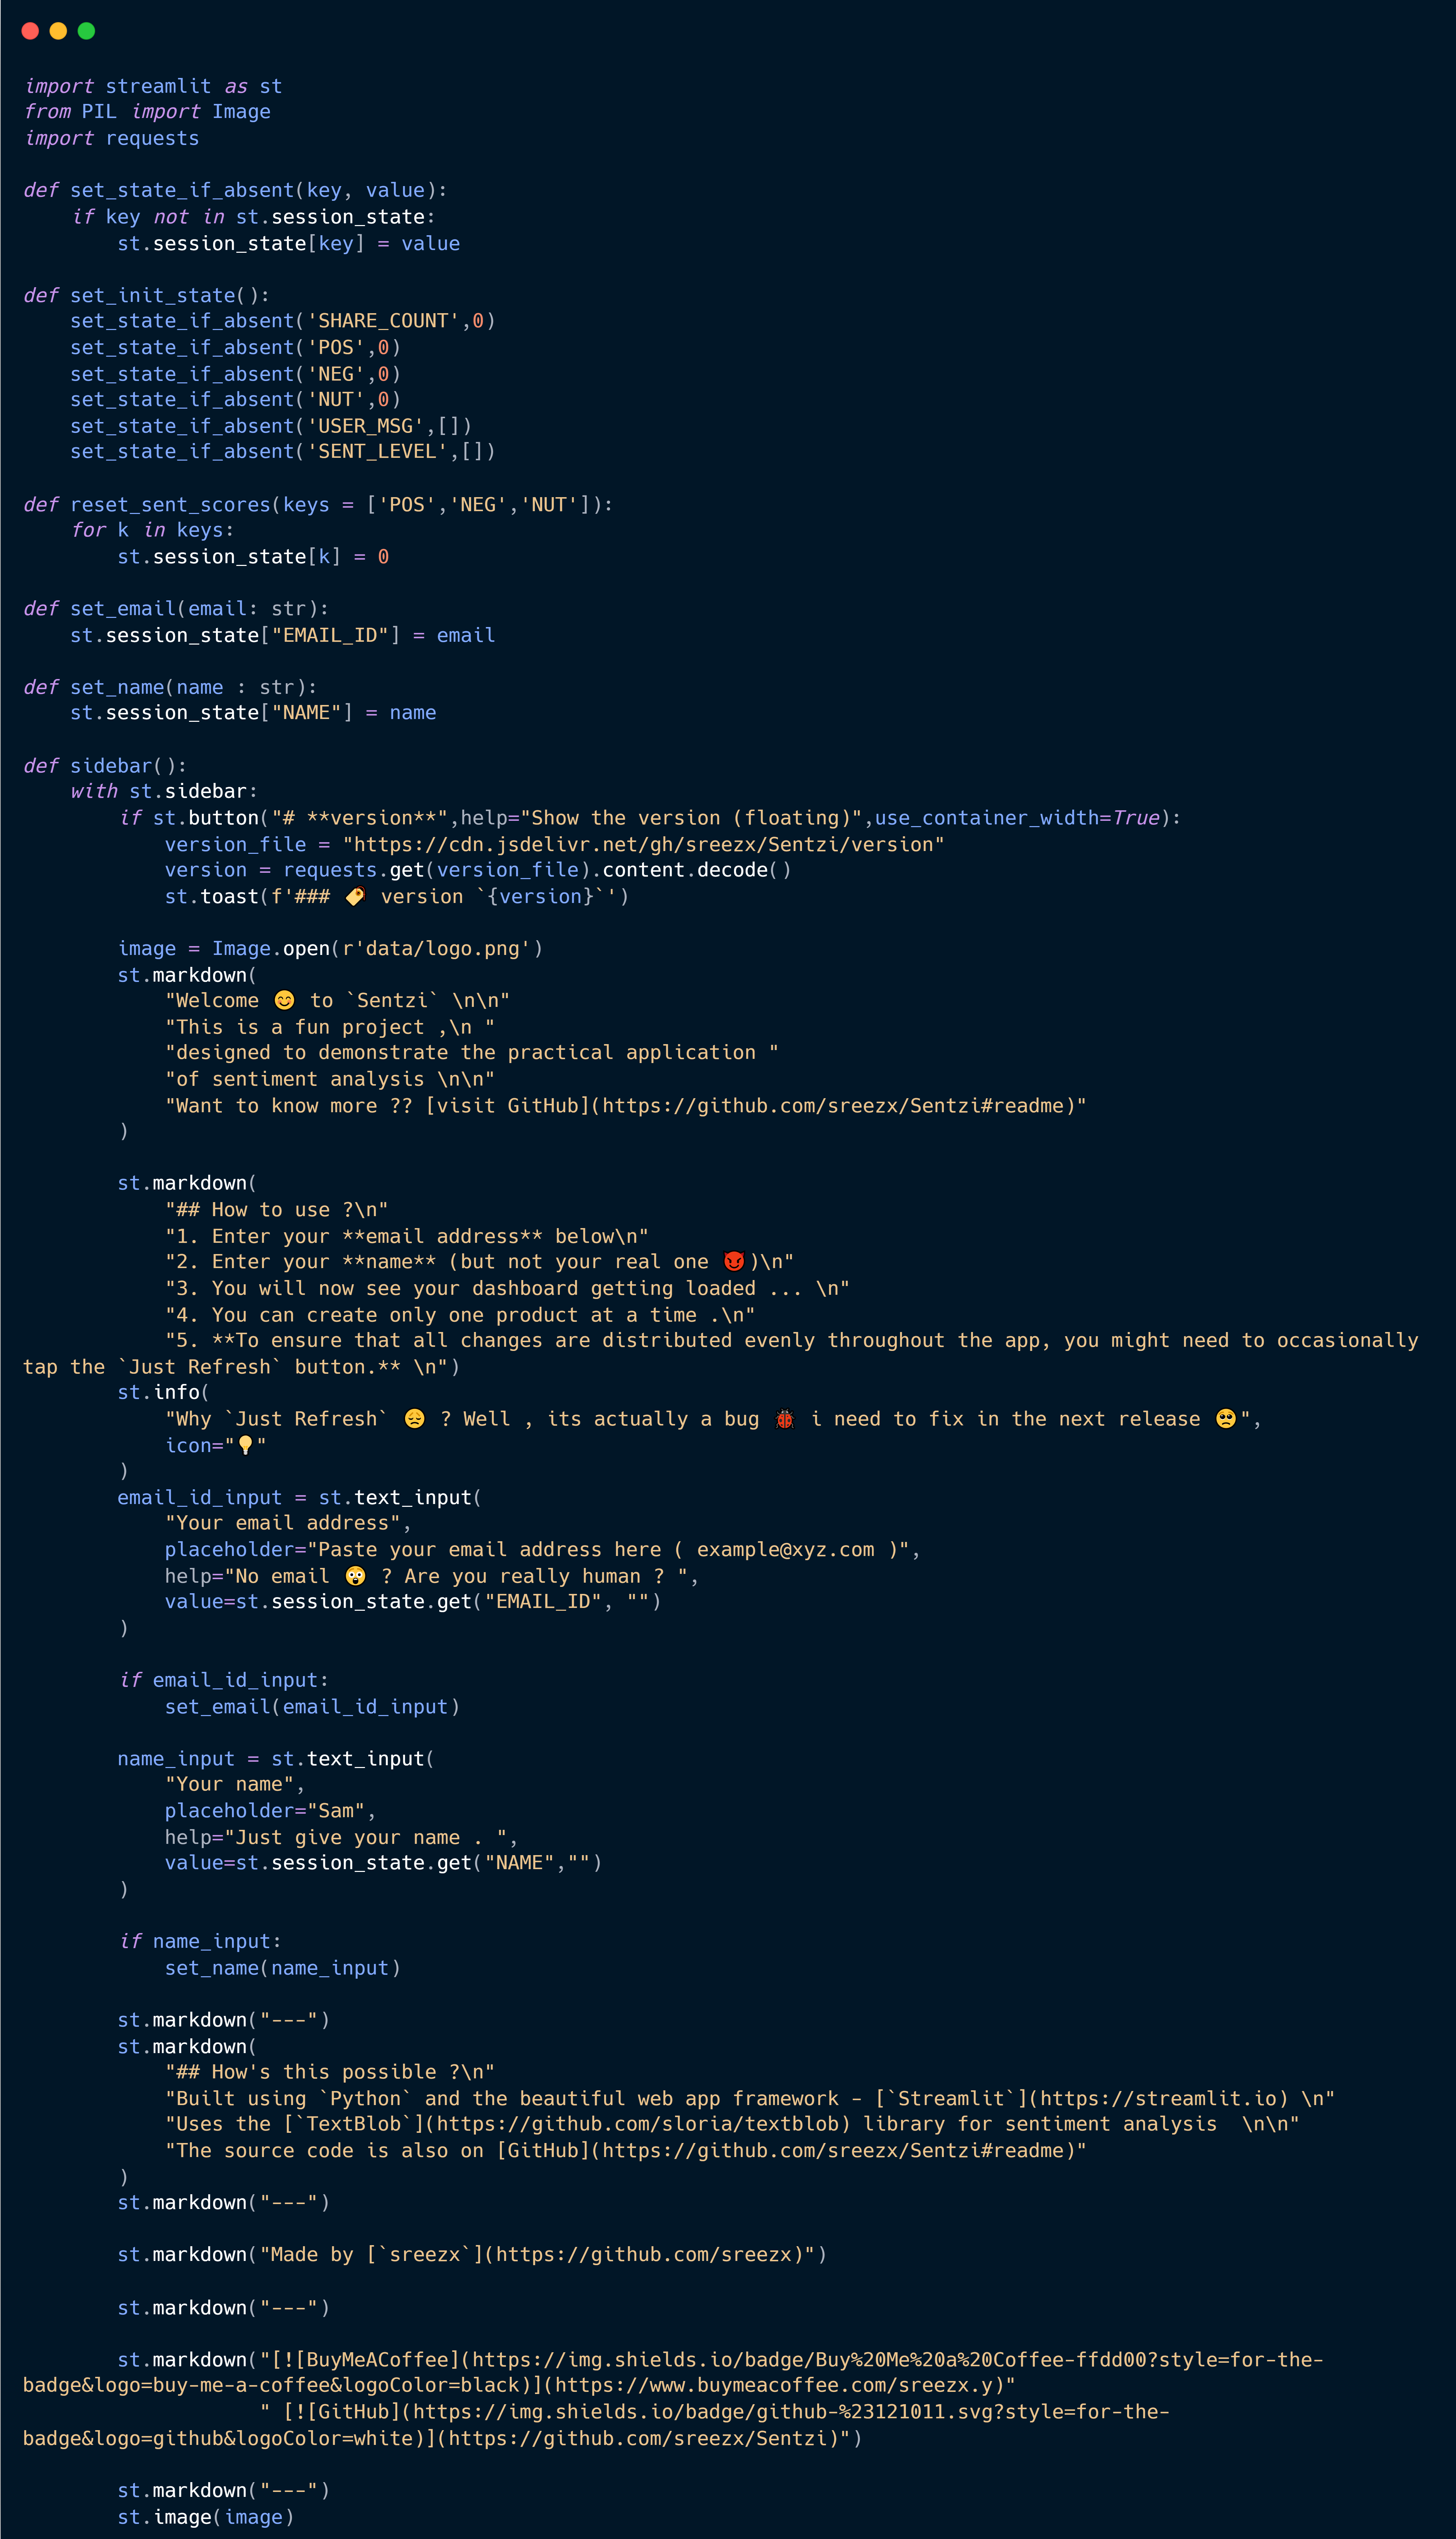 import streamlit as st
from PIL import Image
import requests

def set_state_if_absent(key, value):
    if key not in st.session_state:
        st.session_state[key] = value

def set_init_state():
    set_state_if_absent('SHARE_COUNT',0)
    set_state_if_absent('POS',0)
    set_state_if_absent('NEG',0)
    set_state_if_absent('NUT',0)
    set_state_if_absent('USER_MSG',[])
    set_state_if_absent('SENT_LEVEL',[])

def reset_sent_scores(keys = ['POS','NEG','NUT']):
    for k in keys:
        st.session_state[k] = 0

def set_email(email: str):
    st.session_state["EMAIL_ID"] = email

def set_name(name : str):
    st.session_state["NAME"] = name

def sidebar():
    with st.sidebar:
        if st.button("# **version**",help="Show the version (floating)",use_container_width=True):
            version_file = "https://cdn.jsdelivr.net/gh/sreezx/Sentzi/version"
            version = requests.get(version_file).content.decode()
            st.toast(f'### 🏷️ version `{version}`')

        image = Image.open(r'data/logo.png')
        st.markdown(
            "Welcome 😊 to `Sentzi` \n\n"
            "This is a fun project ,\n "
            "designed to demonstrate the practical application "
            "of sentiment analysis \n\n"
            "Want to know more ?? [visit GitHub](https://github.com/sreezx/Sentzi#readme)"
        )

        st.markdown(
            "## How to use ?\n"
            "1. Enter your **email address** below\n"
            "2. Enter your **name** (but not your real one 😈)\n"
            "3. You will now see your dashboard getting loaded ... \n"
            "4. You can create only one product at a time .\n"
            "5. **To ensure that all changes are distributed evenly throughout the app, you might need to occasionally
tap the `Just Refresh` button.** \n")
        st.info(
            "Why `Just Refresh` 😔 ? Well , its actually a bug 🐞 i need to fix in the next release 🥺",
            icon="💡"
        )
        email_id_input = st.text_input(
            "Your email address",
            placeholder="Paste your email address here ( example@xyz.com )",
            help="No email 😲 ? Are you really human ? ",
            value=st.session_state.get("EMAIL_ID", "")
        )

        if email_id_input:
            set_email(email_id_input)

        name_input = st.text_input(
            "Your name",
            placeholder="Sam",
            help="Just give your name . ",
            value=st.session_state.get("NAME","")
        )

        if name_input:
            set_name(name_input)

        st.markdown("---")
        st.markdown(
            "## How's this possible ?\n"
            "Built using `Python` and the beautiful web app framework - [`Streamlit`](https://streamlit.io) \n"
            "Uses the [`TextBlob`](https://github.com/sloria/textblob) library for sentiment analysis  \n\n"
            "The source code is also on [GitHub](https://github.com/sreezx/Sentzi#readme)"
        )
        st.markdown("---")

        st.markdown("Made by [`sreezx`](https://github.com/sreezx)")

        st.markdown("---")

        st.markdown("[![BuyMeACoffee](https://img.shields.io/badge/Buy%20Me%20a%20Coffee-ffdd00?style=for-the-
badge&logo=buy-me-a-coffee&logoColor=black)](https://www.buymeacoffee.com/sreezx.y)"
                    " [![GitHub](https://img.shields.io/badge/github-%23121011.svg?style=for-the-
badge&logo=github&logoColor=white)](https://github.com/sreezx/Sentzi)")

        st.markdown("---")
        st.image(image)